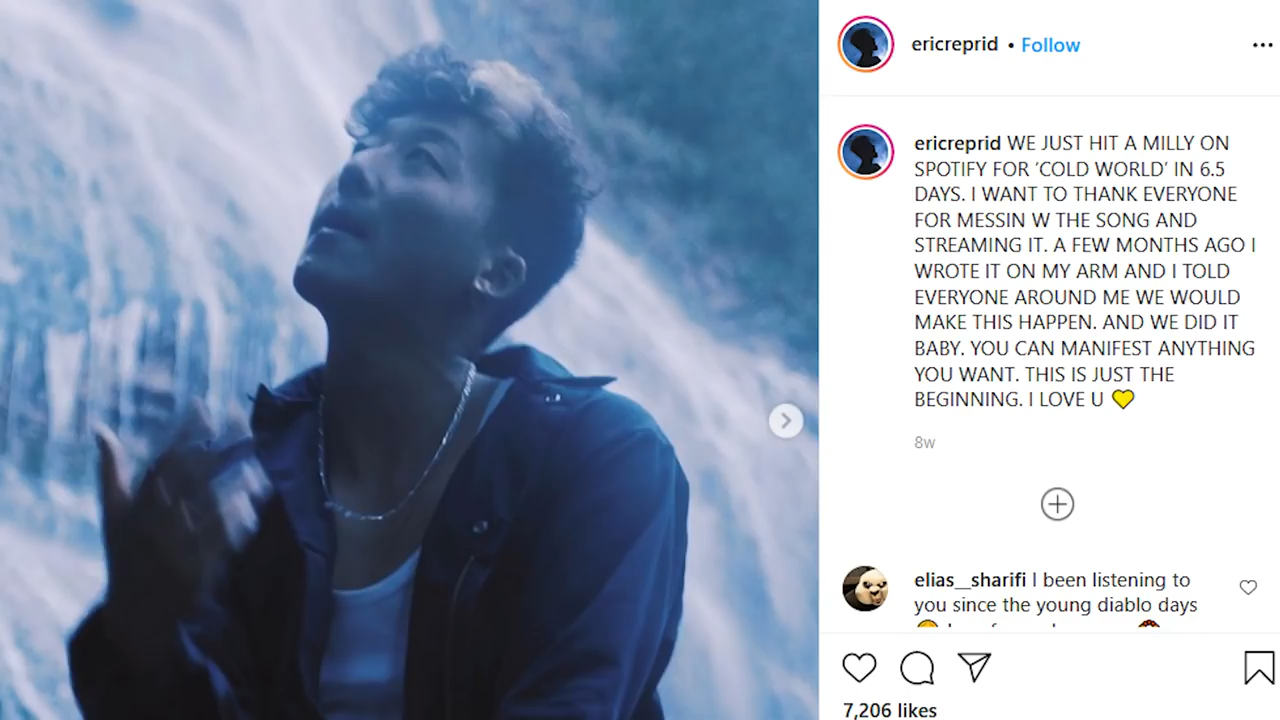 ericreprid • Follow
ericreprid WE JUST HIT A MILLY ON
SPOTIFY FOR ‘COLD WORLD’ IN 6.5
DAYS. I WANT TO THANK EVERYONE
FOR MESSIN W THE SONG AND
STREAMING IT. A FEW MONTHS AGO I
WROTE IT ON MY ARM AND I TOLD
EVERYONE AROUND ME WE WOULD
MAKE THIS HAPPEN. AND WE DID IT
BABY. YOU CAN MANIFEST ANYTHING
YOU WANT. THIS IS JUST THE
BEGINNING. I LOVE U 💛
8w
elias__sharifi I been listening to
you since the young diablo days
7,206 likes